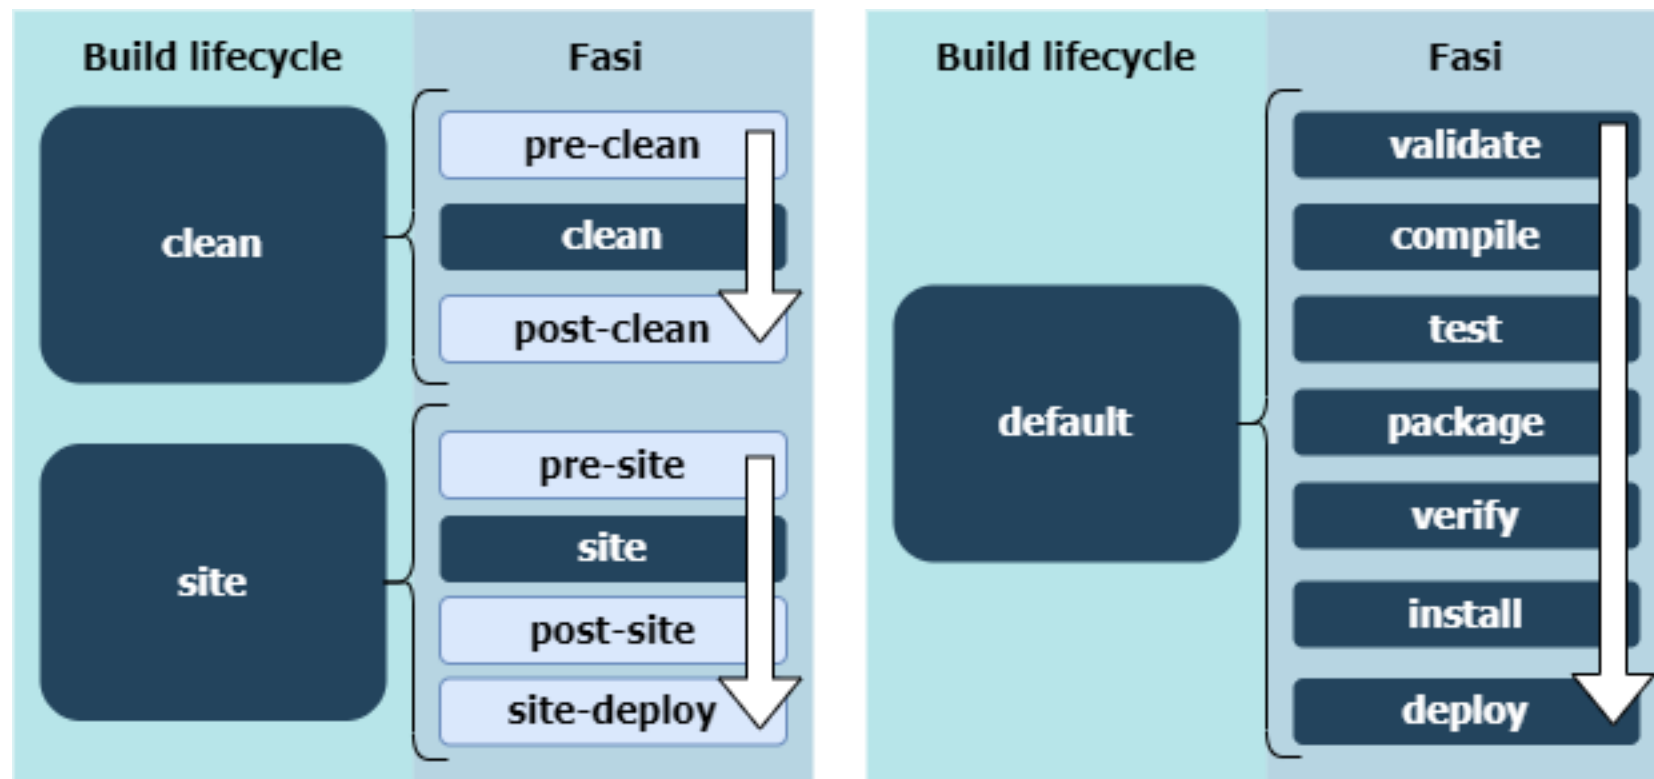 Build lifecycle
Fasi
clean
pre-clean
clean
post-clean
site
pre-site
site
post-site
site-deploy
Build lifecycle
Fasi
default
validate
compile
test
package
verify
install
deploy